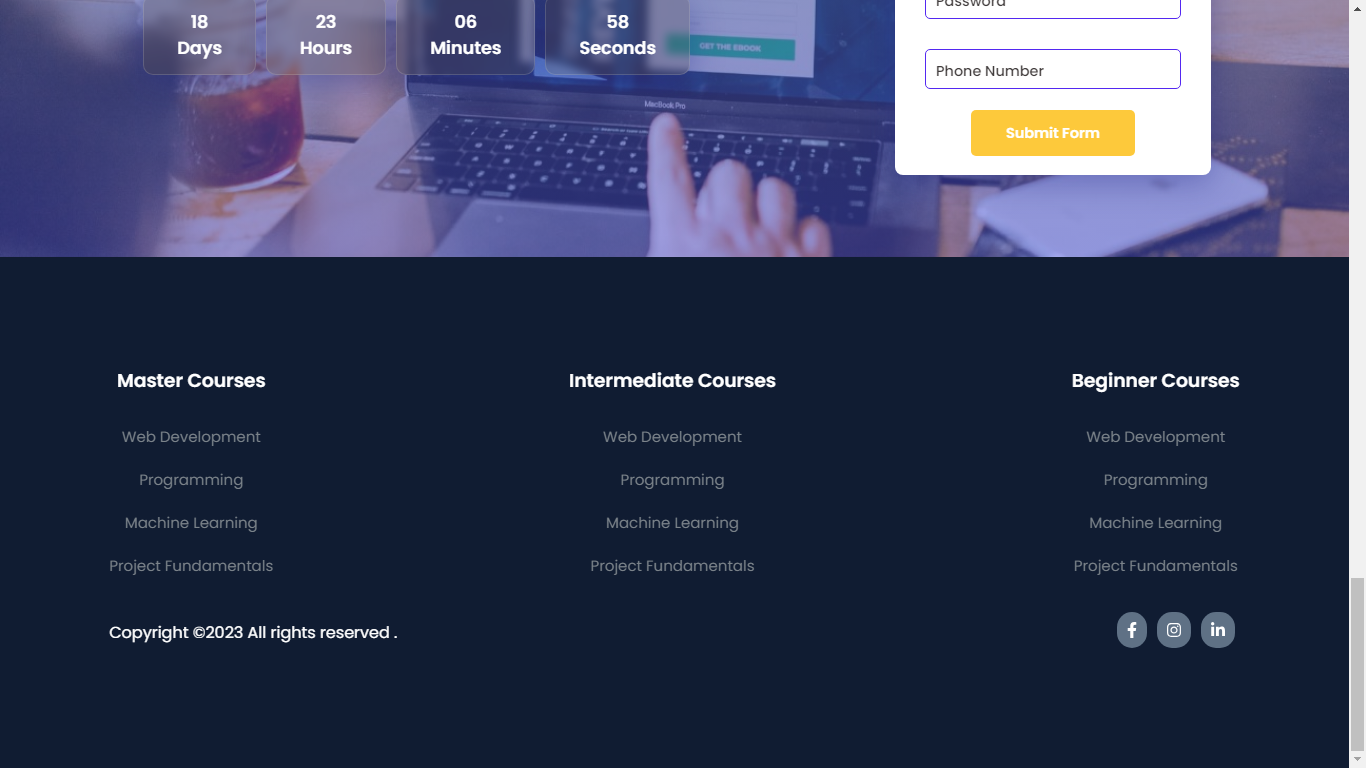 18
Days
23
Hours
06
Minutes
58
Seconds
GET THE EBOOK
MacBook Pro
Password
Phone Number
Submit Form
Master Courses
Web Development
Programming
Machine Learning
Project Fundamentals
Intermediate Courses
Web Development
Programming
Machine Learning
Project Fundamentals
Beginner Courses
Web Development
Programming
Machine Learning
Project Fundamentals
Copyright ©2023 All rights reserved .